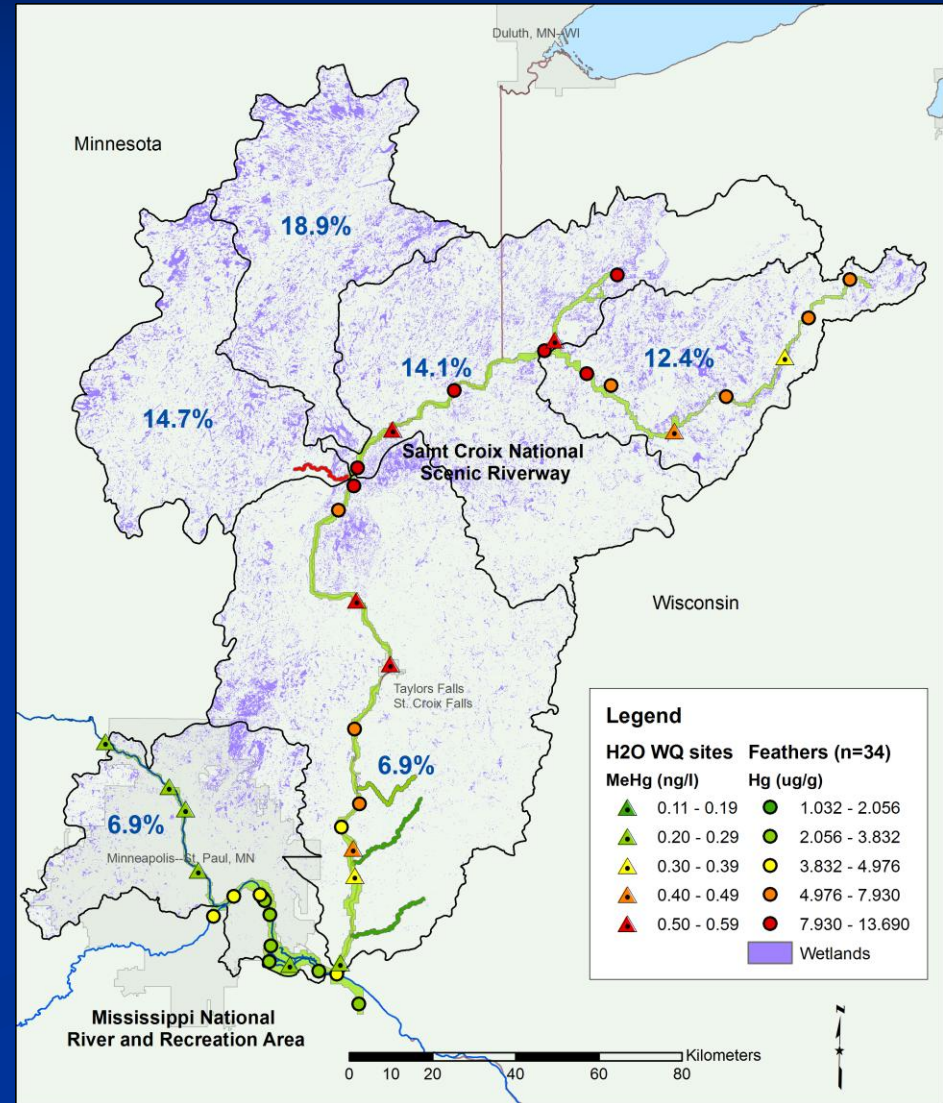 Duluth, MN--WI
Minnesota
18.9%
14.1%
12.4%
14.7%
Saint Croix National
Scenic Riverway
Wisconsin
Taylors Falls
St. Croix Falls
6.9%
6.9%
Minneapolis--St. Paul, MN
Mississippi National
River and Recreation Area
Legend
H2O WQ sites Feathers (n=34)
MeHg (ng/l) Hg (ug/g)
0.11 - 0.19 1.032 - 2.056
0.20 - 0.29 2.056 - 3.832
0.30 - 0.39 3.832 - 4.976
0.40 - 0.49 4.976 - 7.930
0.50 - 0.59 7.930 - 13.690
Wetlands
N
Kilometers
0 10 20 40 60 80